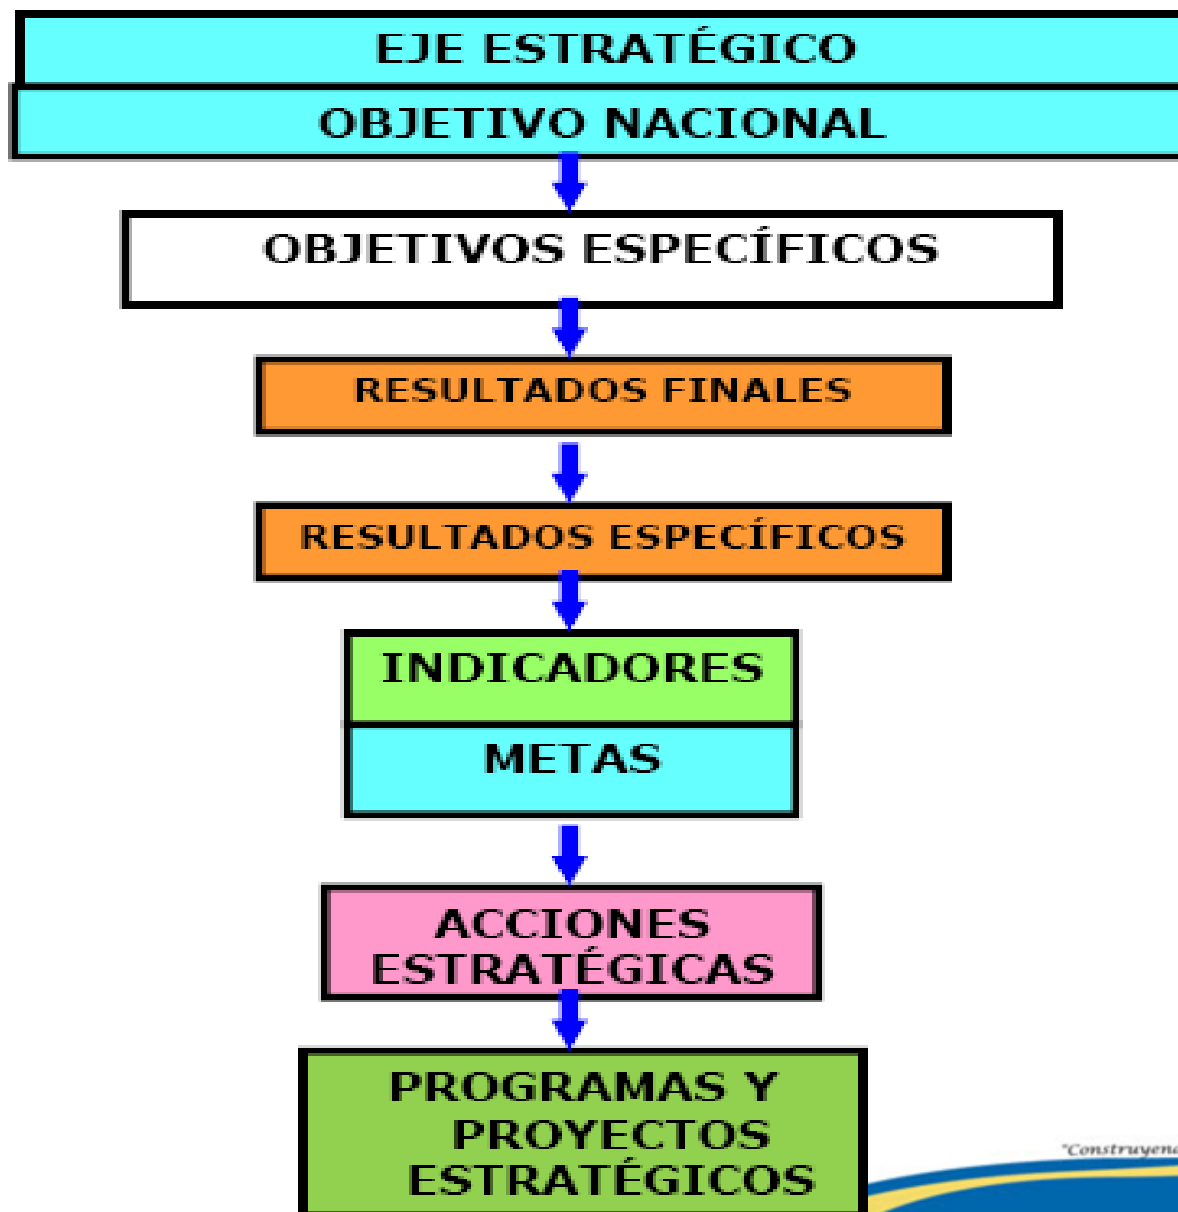 EJE ESTRATÉGICO
OBJETIVO NACIONAL
OBJETIVOS ESPECÍFICOS
RESULTADOS FINALES
RESULTADOS ESPECÍFICOS
INDICADORES
METAS
ACCIONES
ESTRATÉGICAS
PROGRAMAS Y
PROYECTOS
ESTRATÉGICOS